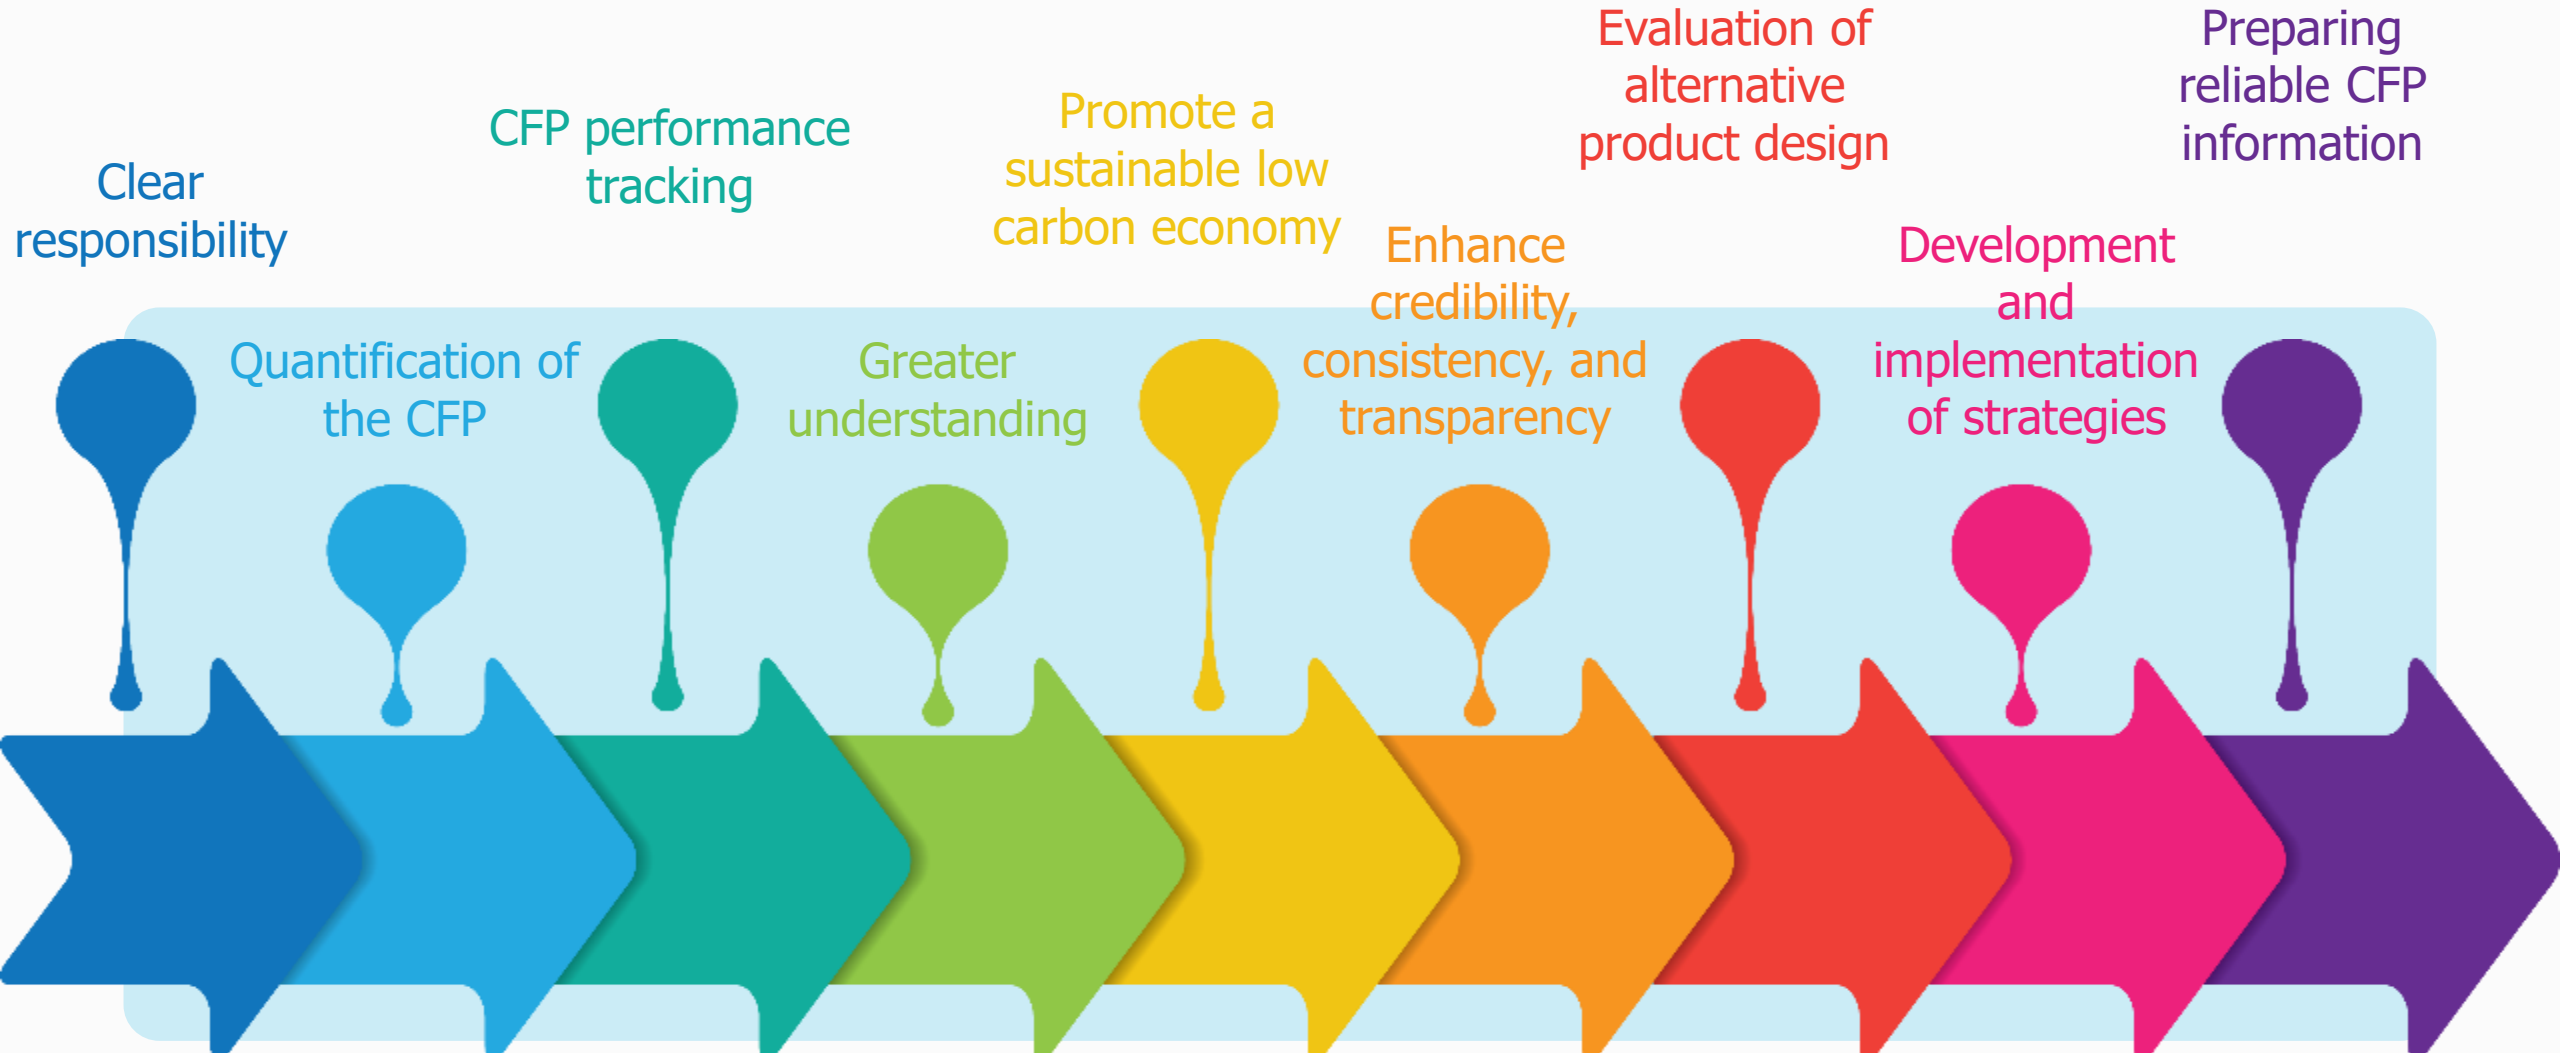 Clear
responsibility
Quantification of
the CFP
CFP performance
tracking
Greater
understanding
Promote a
sustainable low
carbon economy
Enhance
credibility,
consistency, and
transparency
Evaluation of
alternative
product design
Development
and
implementation
of strategies
Preparing
reliable CFP
information